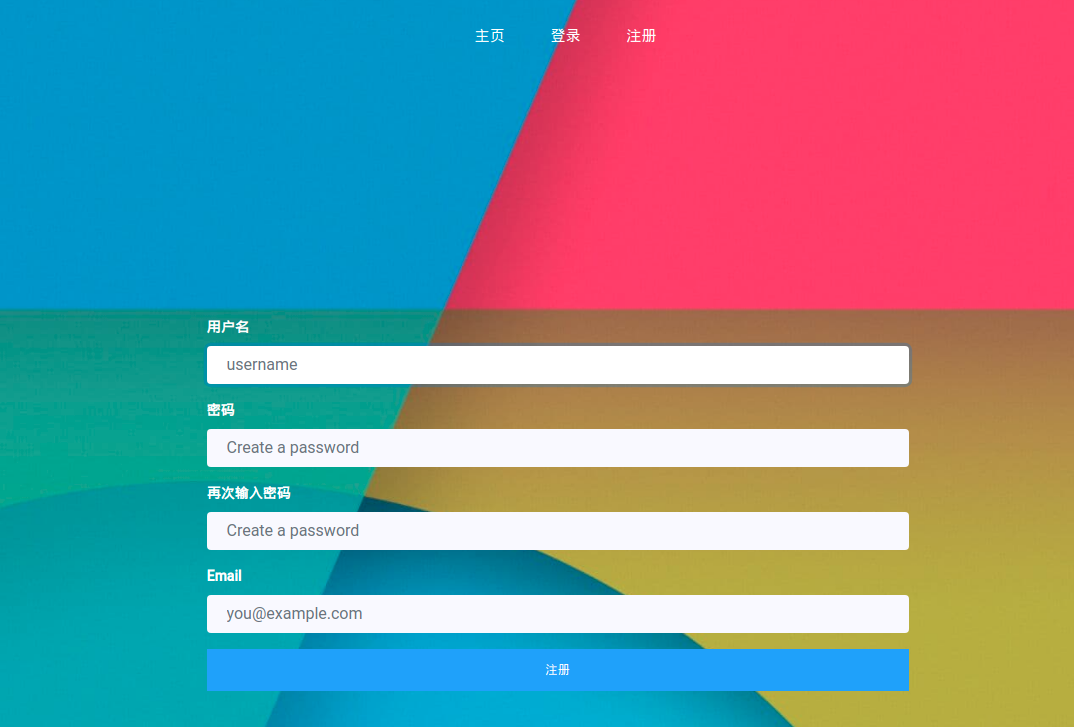 主页 登录 注册
用户名
username
密码
Create a password
再次输入密码
Create a password
Email
you@example.com
注册